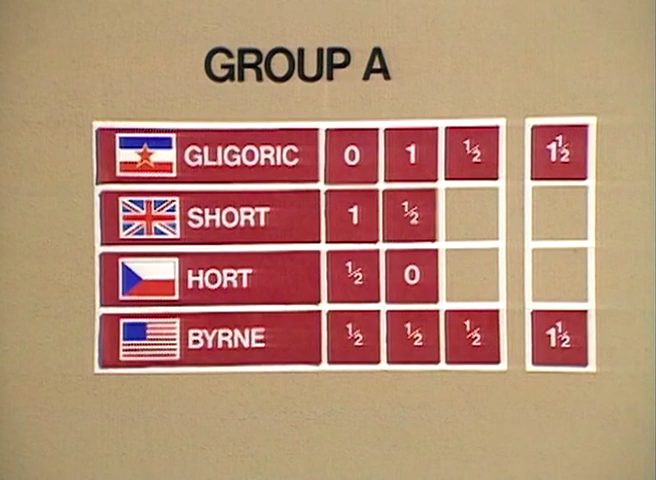 GROUP A
GLIGORIC 0 1 ½ 1½
SHORT 1 ½
HORT ½ 0
BYRNE ½ ½ ½ 1½